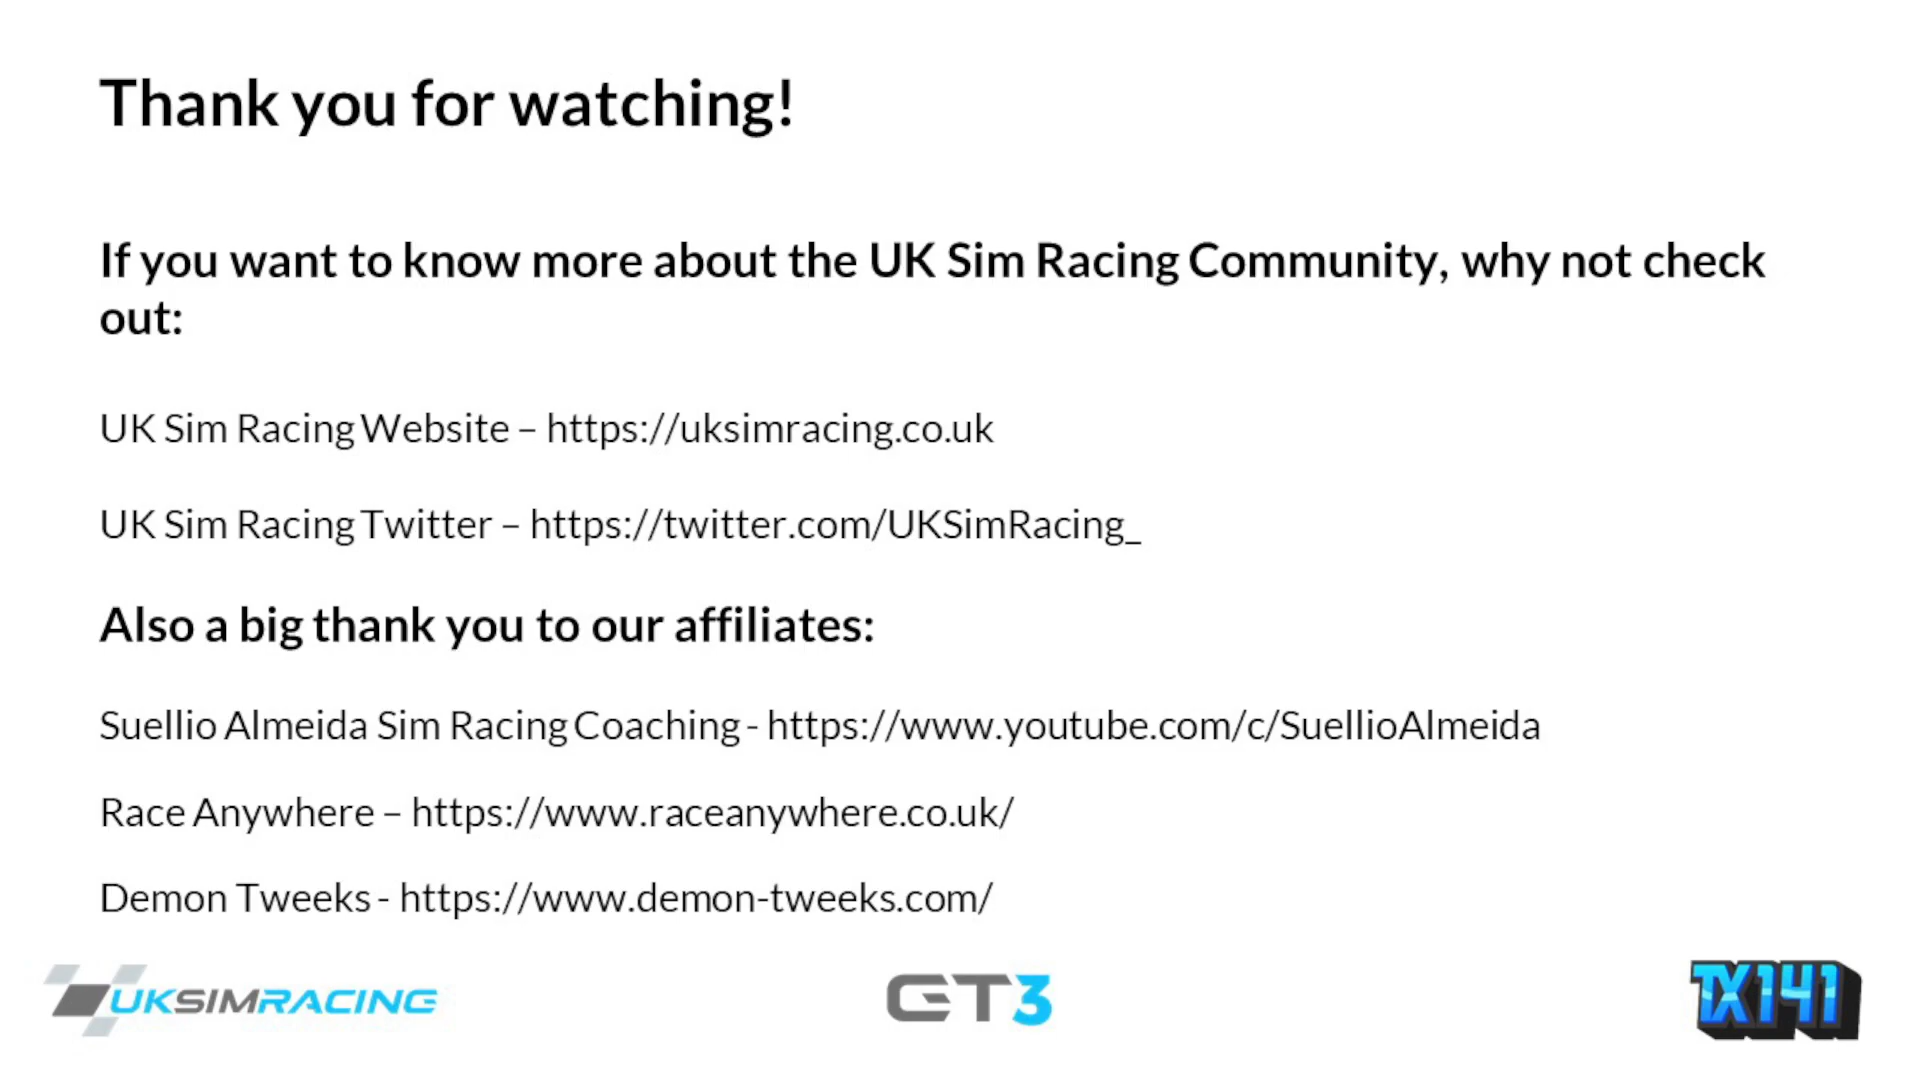 Thank you for watching!
If you want to know more about the UK Sim Racing Community, why not check
out:
UK Sim Racing Website – https://uksimracing.co.uk
UK Sim Racing Twitter – https://twitter.com/UKSimRacing_
Also a big thank you to our affiliates:
Suellio Almeida Sim Racing Coaching - https://www.youtube.com/c/SuellioAlmeida
Race Anywhere – https://www.raceanywhere.co.uk/
Demon Tweeks - https://www.demon-tweeks.com/
UKSIMRACING
GT3
TX141